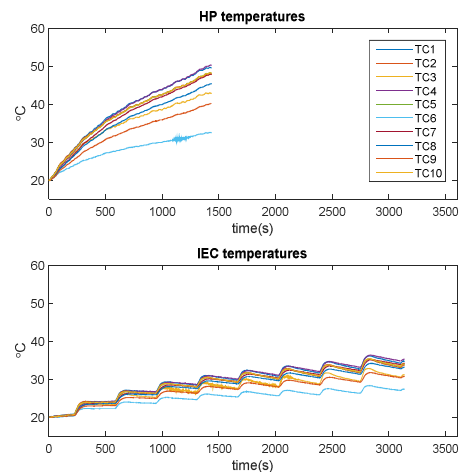 HP temperatures
60
50
40
30
20
°C
0 500 1000 1500 2000 2500 3000 3500
time(s)
TC1
TC2
TC3
TC4
TC5
TC6
TC7
TC8
TC9
TC10
IEC temperatures
60
50
40
30
20
°C
0 500 1000 1500 2000 2500 3000 3500
time(s)